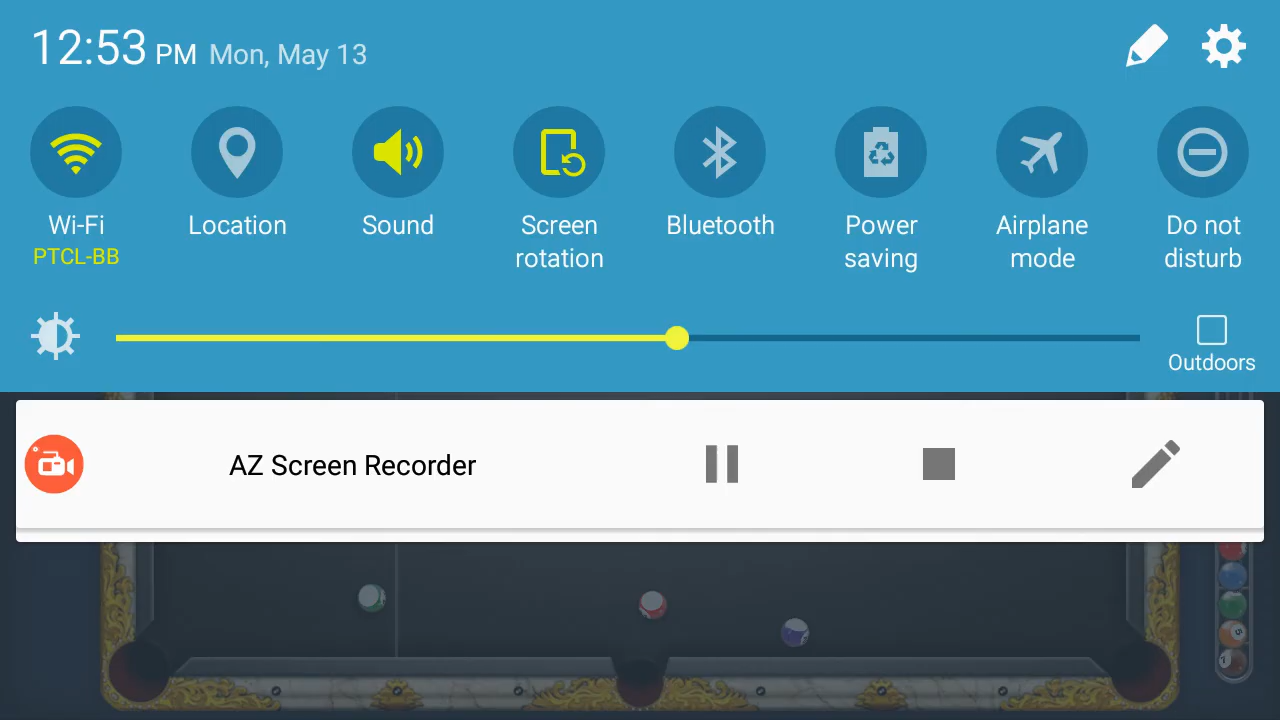 12:53 PM Mon, May 13
Wi-Fi
PTCL-BB
Location
Sound
Screen
rotation
Bluetooth
Power
saving
Airplane
mode
Do not
disturb
Outdoors
AZ Screen Recorder
5